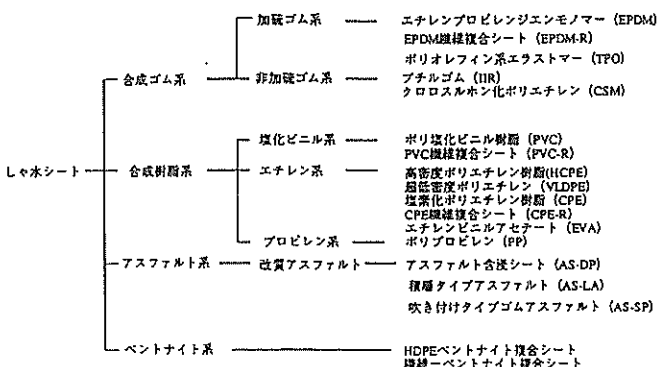 加硫ゴム系 エチレンプロピレンジエンモノマー (EPDM)
EPDM繊維複合シート (EPDM-R)
ポリオレフィン系エラストマー (TPO)
合成ゴム系 非加硫ゴム系 ブチルゴム (IIR)
クロロスルホン化ポリエチレン (CSM)
塩化ビニル系 ポリ塩化ビニル樹脂 (PVC)
PVC繊維複合シート (PVC-R)
しゃ水シート 合成樹脂系 エチレン系 高密度ポリエチレン樹脂(HCPE)
超低密度ポリエチレン (VLDPE)
塩素化ポリエチレン樹脂 (CPE)
CPE繊維複合シート (CPE-R)
エチレンビニルアセテート (EVA)
プロピレン系 ポリプロピレン (PP)
アスファルト系 改質アスファルト アスファルト含浸シート (AS-DP)
積層タイプアスファルト (AS-LA)
吹き付けタイプゴムアスファルト (AS-SP)
ベントナイト系 HDPEベントナイト複合シート
繊維ーベントナイト複合シート